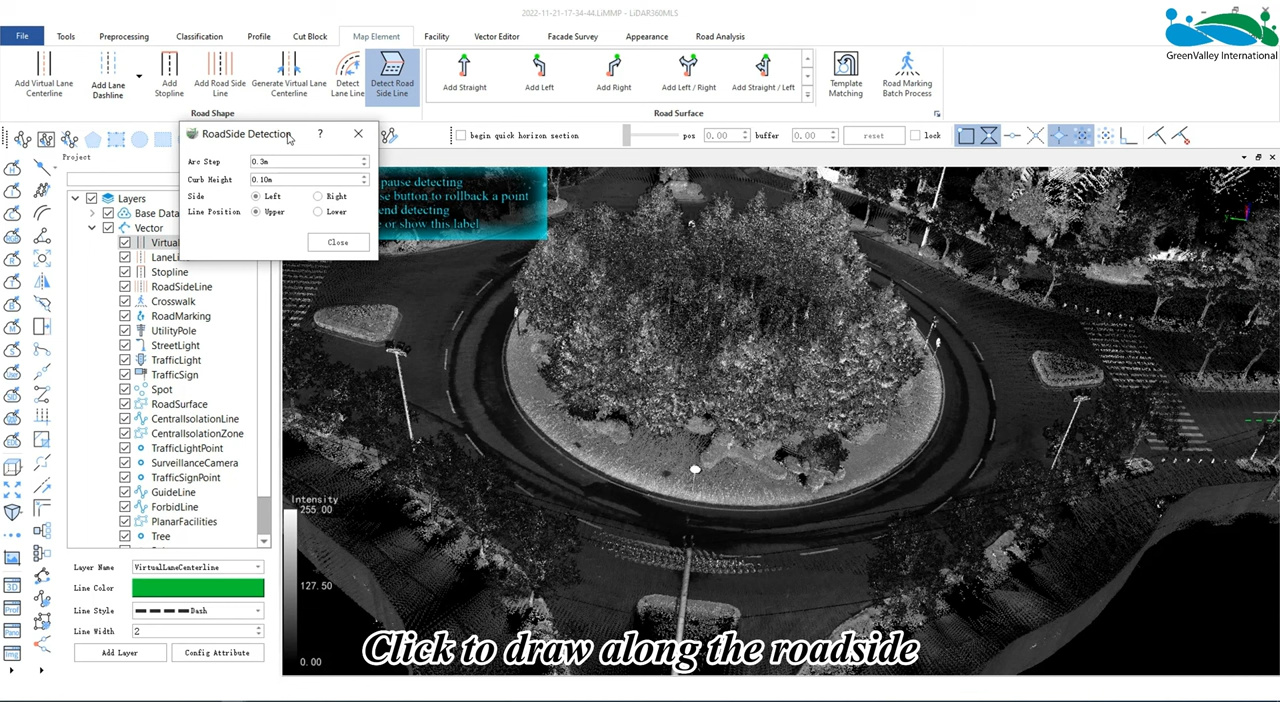 2022-11-21-17-34-44.LiMMP - LiDAR360MLS
GreenValley International
File Tools Preprocessing Classification Profile Cut Block Map Element Facility Vector Editor Facade Survey Appearance Road Analysis
Add Virtual Lane Centerline
Add Lane Dashline
Add Stopline
Add Road Side Line
Generate Virtual Lane Centerline
Detect Lane Line
Detect Road Side Line
Add Straight
Add Left
Add Right
Add Left / Right
Add Straight / Left
Template Matching
Road Marking Batch Process
Road Shape
Road Surface
begin quick horizon section
pos 0.00
buffer 0.00
reset
lock
RoadSide Detection ?
Arc Step 0.3m
Curb Height 0.10m
Side Left Right
Line Position Upper Lower
Close
pause detecting
se button to rollback a point
end detecting
e or show this label
Project
Layers
Base Data
Vector
Virtual
LaneLi
Stopline
RoadSideLine
Crosswalk
RoadMarking
UtilityPole
StreetLight
TrafficLight
TrafficSign
Spot
RoadSurface
CentralIsolationLine
CentralIsolationZone
TrafficLightPoint
SurveillanceCamera
TrafficSignPoint
GuideLine
ForbidLine
PlanarFacilities
Tree
Layer Name VirtualLaneCenterline
Line Color
Line Style Dash
Line Width 2
Add Layer Config Attribute
Intensity
255.00
127.50
0.00
Click to draw along the roadside